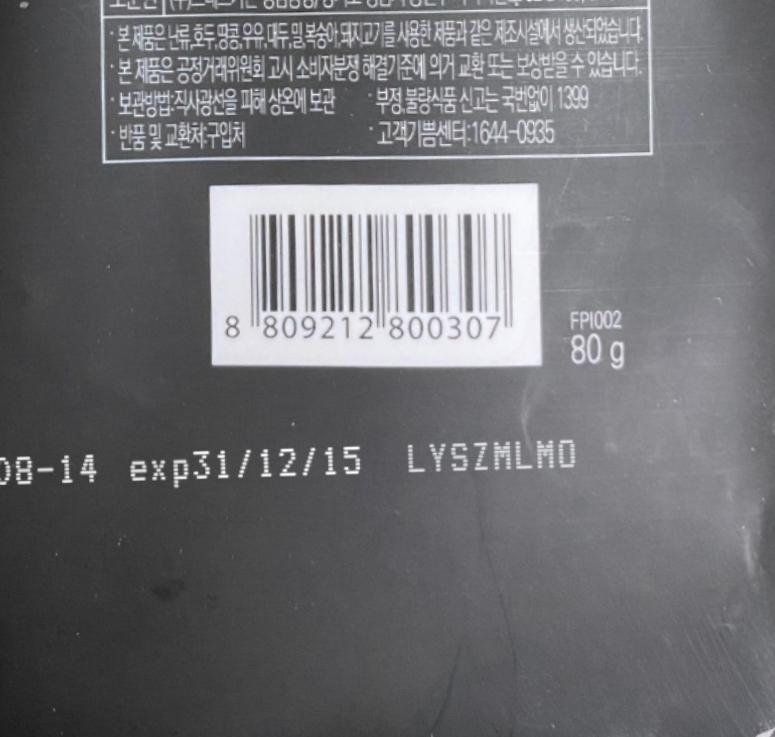 · 본 제품은 난류,호두,땅콩,우유,대두,밀,복숭아,돼지고기를 사용한 제품과 같은 제조시설에서 생산되었습니다.
· 본 제품은 공정거래위원회 고시 소비자분쟁 해결기준에 의거 교환 또는 보상받을 수 있습니다.
· 보관방법:직사광선을 피해 상온에 보관 · 부정,불량식품 신고는 국번없이 1399
· 반품 및 교환처:구입처 · 고객기쁨센터:1644-0935
8 809212 800307
FPI002
80 g
08-14 exp31/12/15 LYSZMLMO